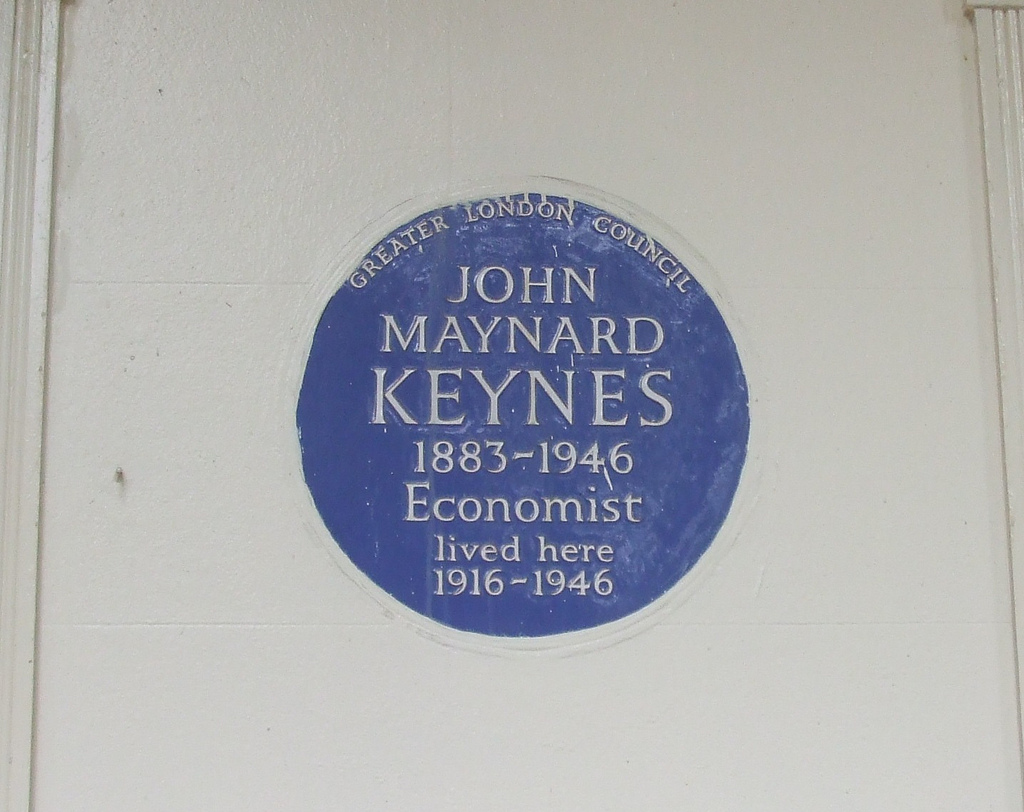 GREATER LONDON COUNCIL
JOHN
MAYNARD
KEYNES
1883-1946
Economist
lived here
1916-1946